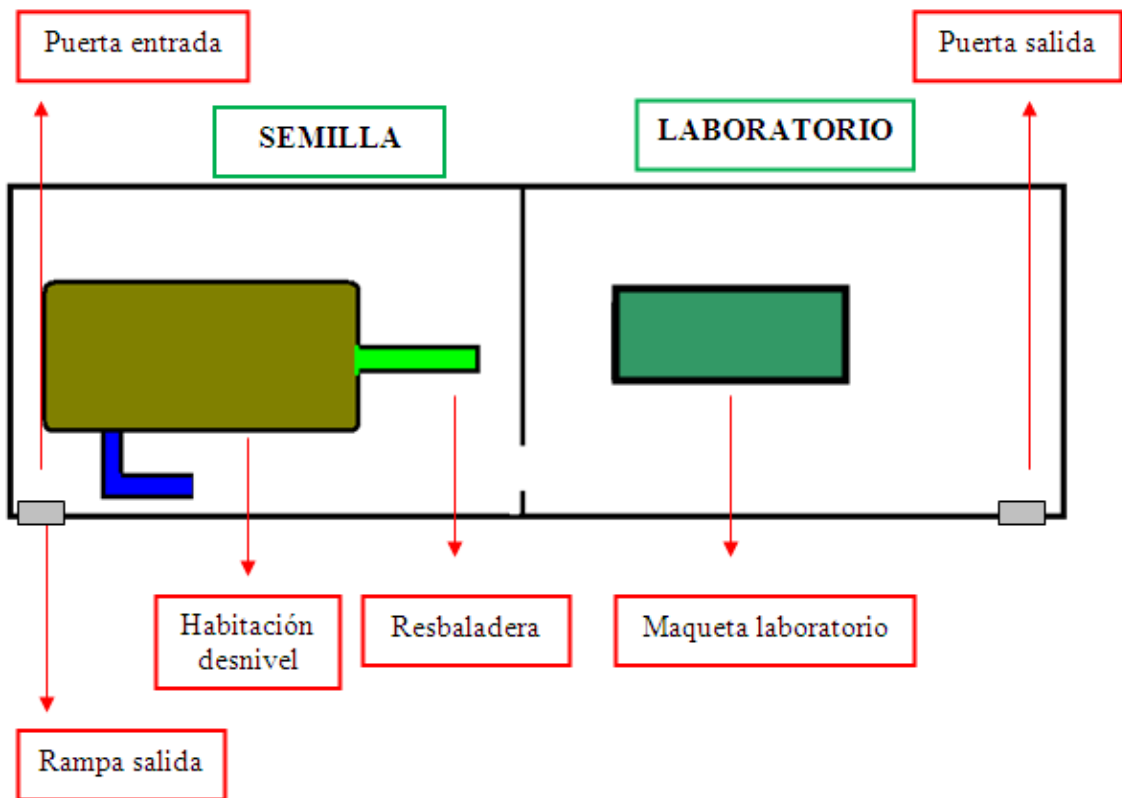 Puerta entrada
Puerta salida
SEMILLA
LABORATORIO
Habitación
desnivel
Resbaladera
Maqueta laboratorio
Rampa salida